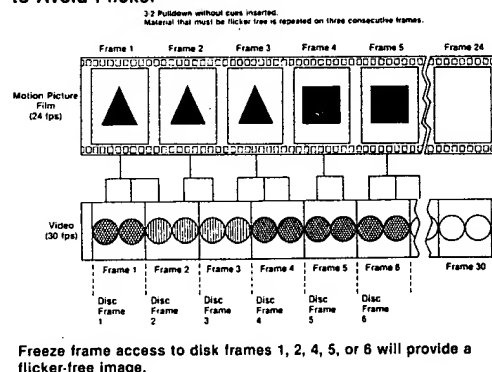 to Avoid Flicker
3-2 Pulldown without cues inserted.
Material that must be flicker free is repeated on three consecutive frames.
Frame 1 Frame 2 Frame 3 Frame 4 Frame 5 Frame 24
Motion Picture
Film
(24 fps)
Video
(30 fps)
Frame 1 Frame 2 Frame 3 Frame 4 Frame 5 Frame 6 Frame 30
Disc Disc Disc Disc Disc Disc
Frame Frame Frame Frame Frame Frame
1 2 3 4 5 6
Freeze frame access to disk frames 1, 2, 4, 5, or 6 will provide a
flicker-free image.